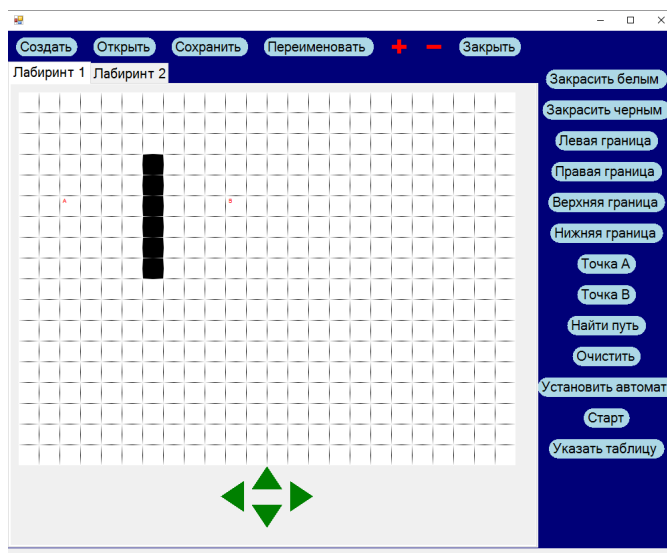 Создать Открыть Сохранить Переименовать + − Закрыть
Лабиринт 1 Лабиринт 2
Закрасить белым
Закрасить черным
Левая граница
Правая граница
Верхняя граница
Нижняя граница
A B
Точка A
Точка B
Найти путь
Очистить
Установить автомат
Старт
Указать таблицу